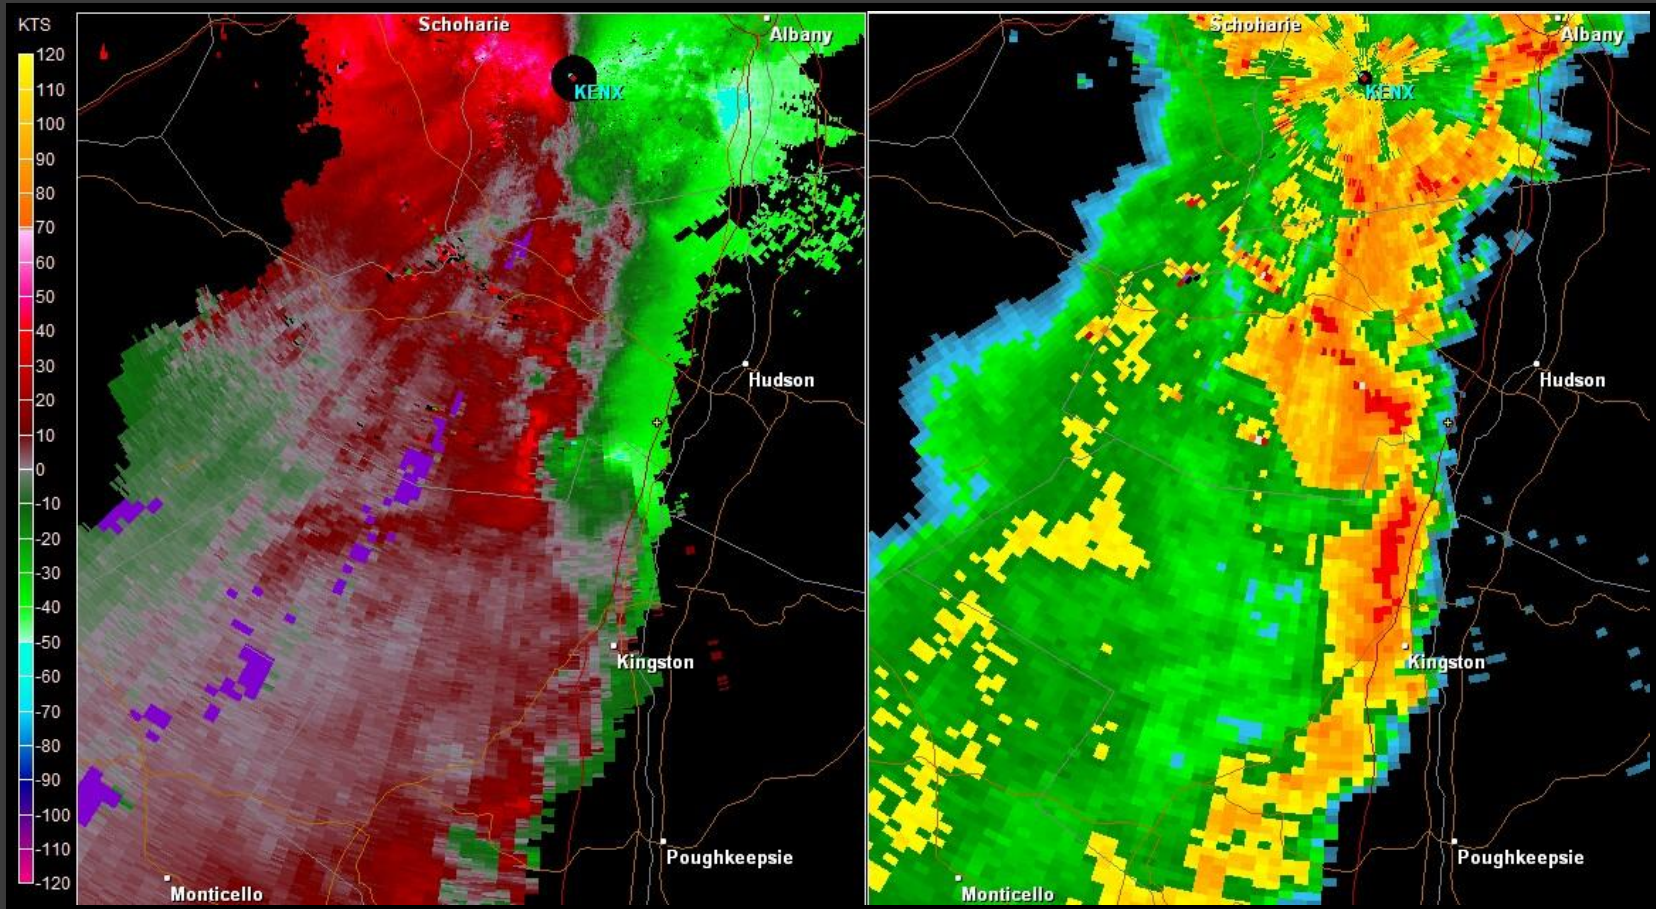 KTS
120
110
100
90
80
70
60
50
40
30
20
10
0
-10
-20
-30
-40
-50
-60
-70
-80
-90
-100
-110
-120
Schoharie
Albany
KENX
Hudson
Kingston
Poughkeepsie
Monticello
Schoharie
Albany
KENX
Hudson
Kingston
Poughkeepsie
Monticello